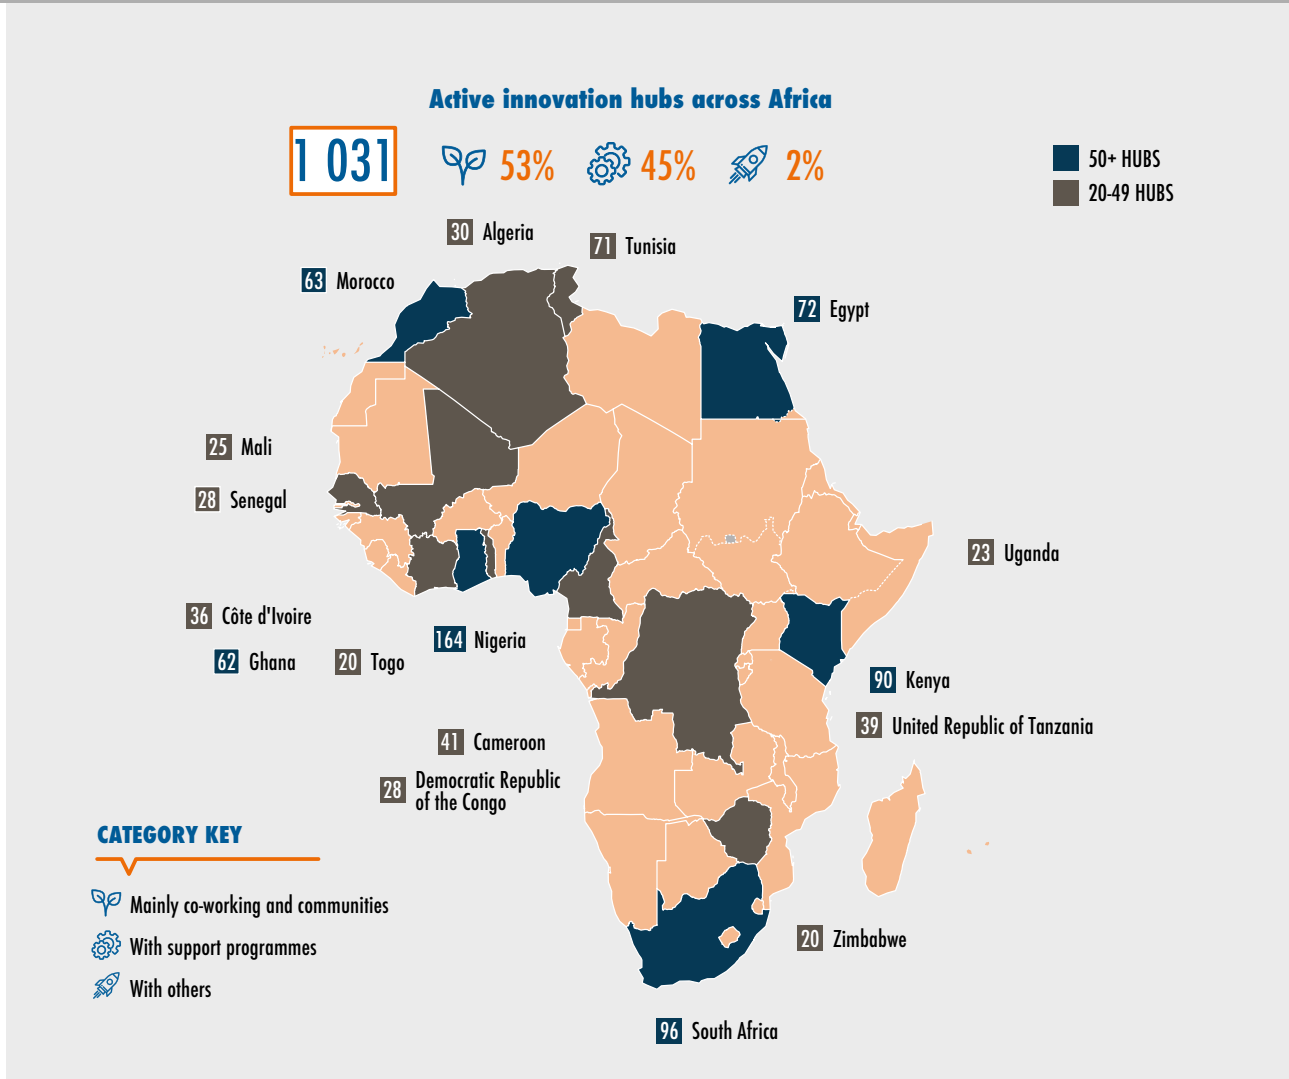 Active innovation hubs across Africa
1 031
53%
45%
2%
50+ HUBS
20-49 HUBS
30 Algeria
71 Tunisia
63 Morocco
72 Egypt
25 Mali
28 Senegal
23 Uganda
36 Côte d'Ivoire
164 Nigeria
62 Ghana
20 Togo
90 Kenya
39 United Republic of Tanzania
41 Cameroon
28 Democratic Republic
of the Congo
CATEGORY KEY
Mainly co-working and communities
With support programmes
With others
20 Zimbabwe
96 South Africa